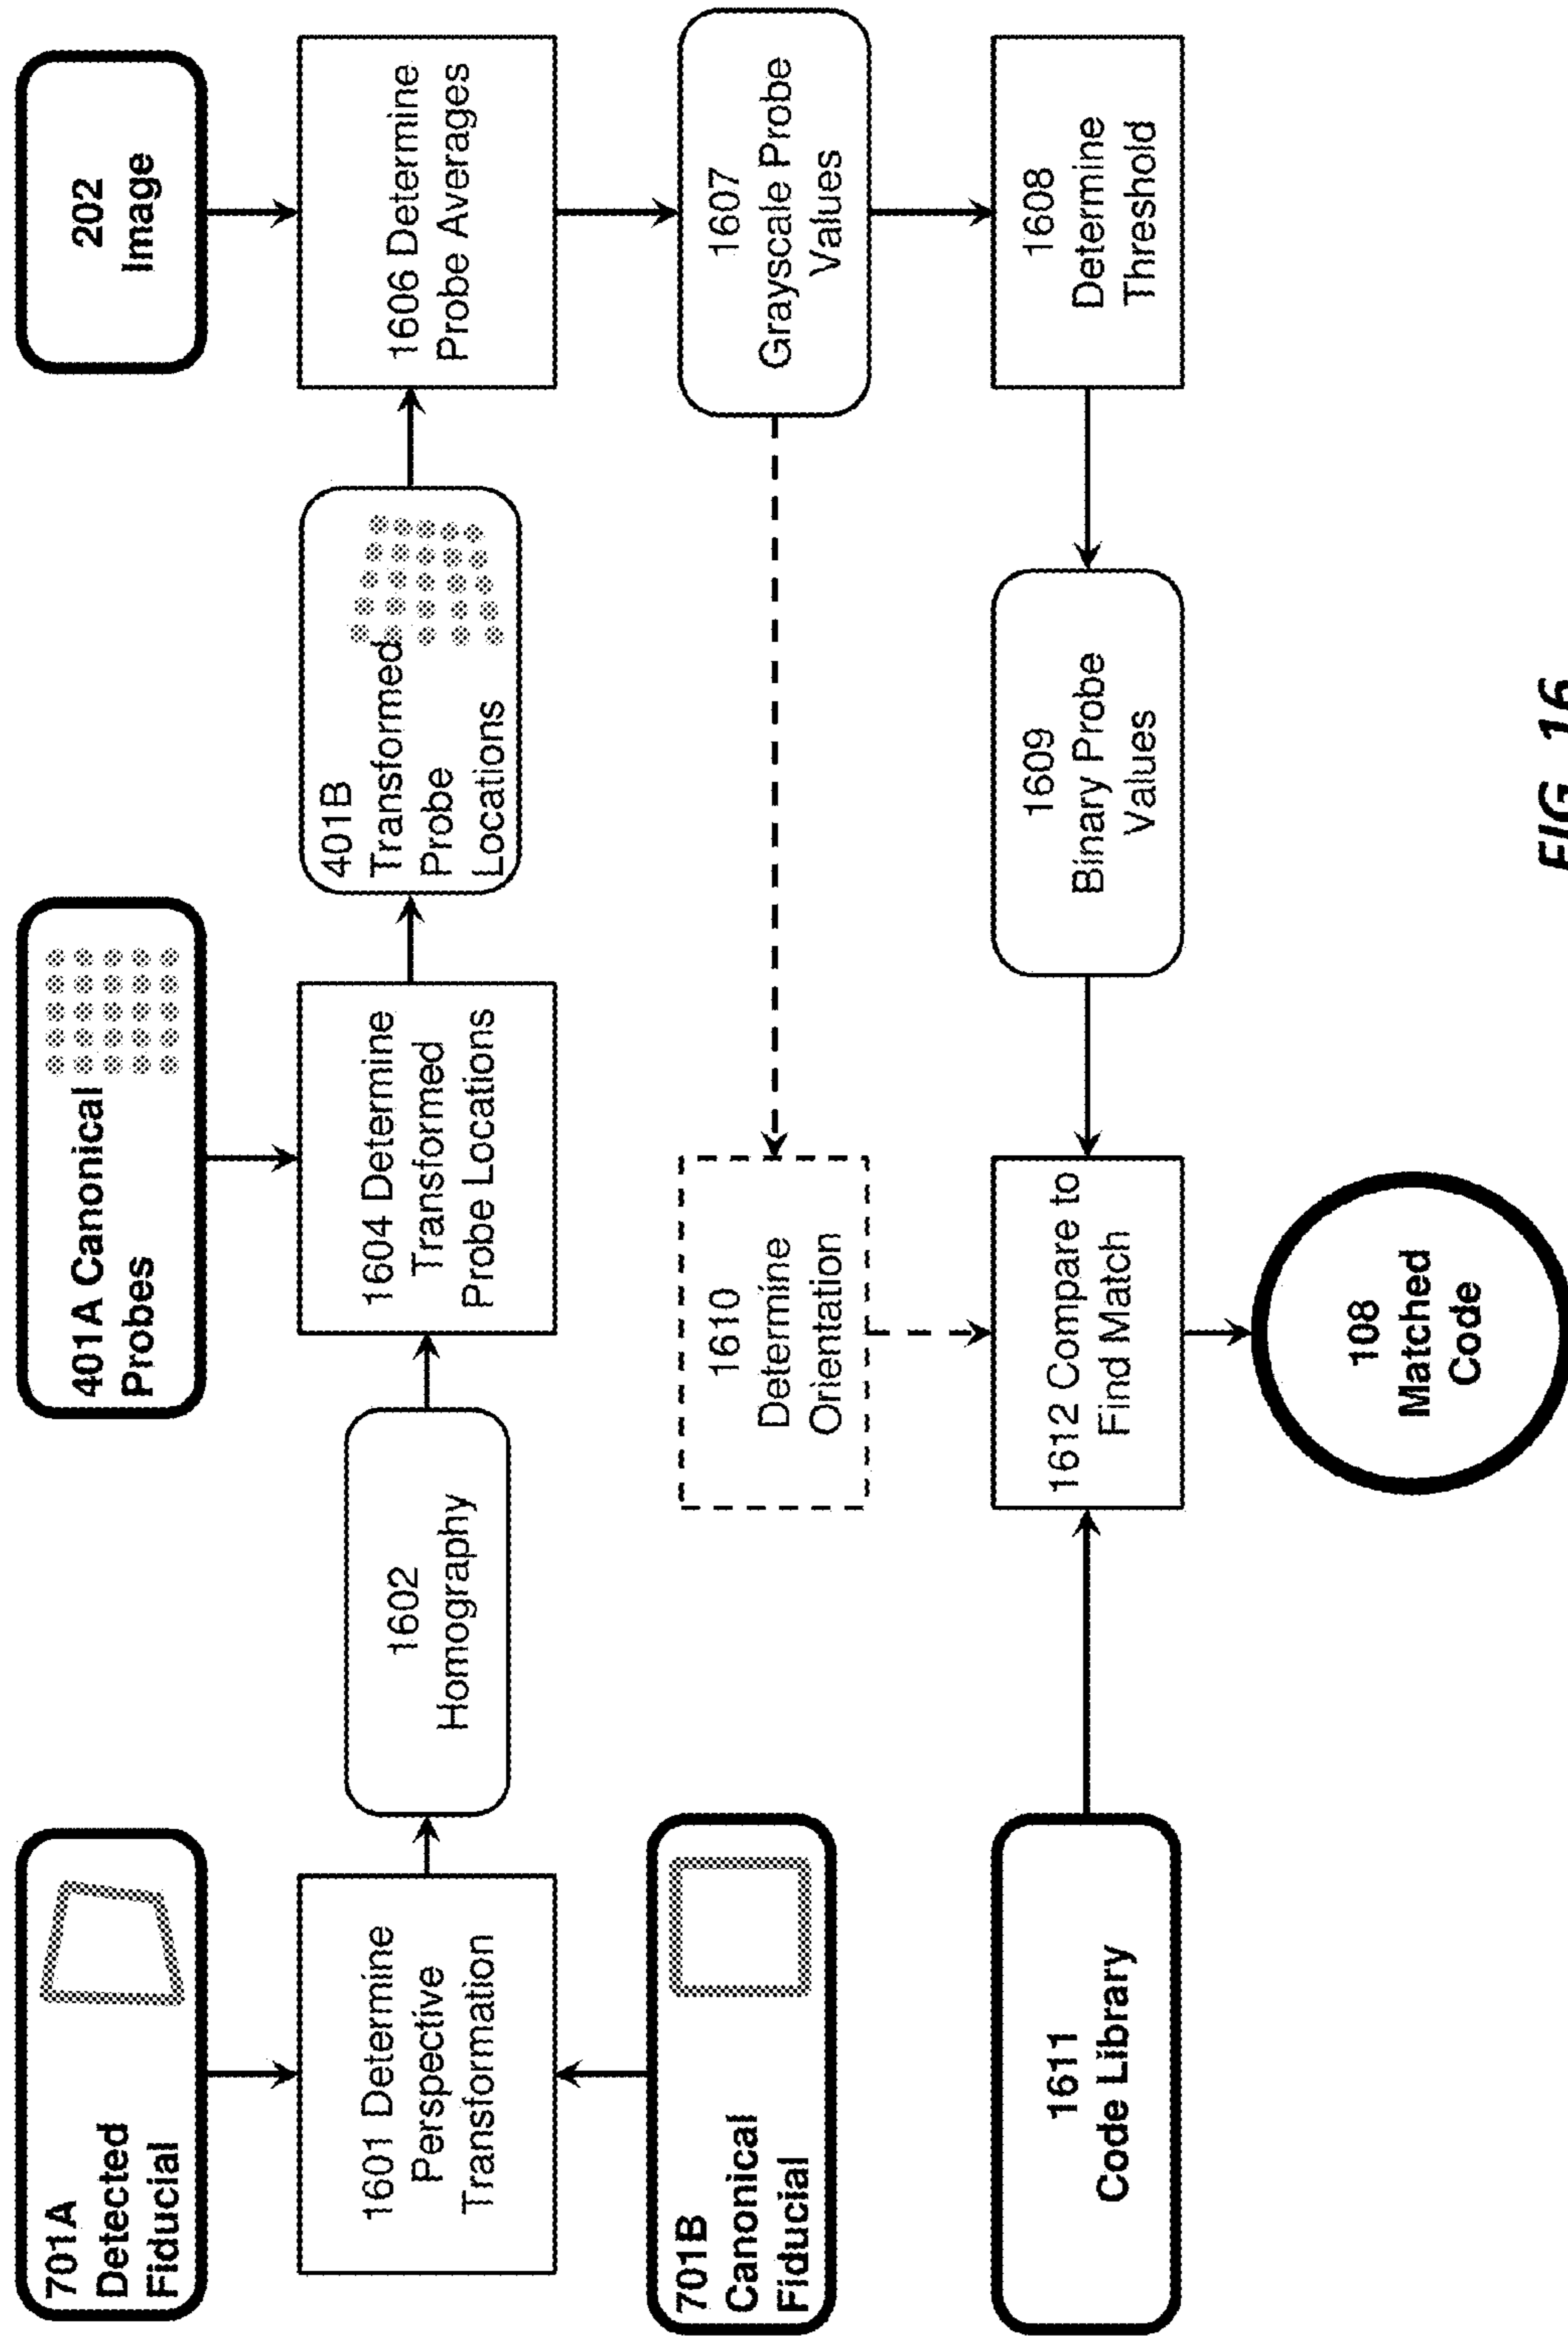 701A
Detected
Fiducial
401A Canonical
Probes
202
Image
1601 Determine
Perspective
Transformation
1602
Homography
1604 Determine
Transformed
Probe Locations
401B
Transformed
Probe
Locations
1606 Determine
Probe Averages
701B
Canonical
Fiducial
1610
Determine
Orientation
1607
Grayscale Probe
Values
1611
Code Library
1612 Compare to
Find Match
1609
Binary Probe
Values
1608
Determine
Threshold
108
Matched
Code
FIG. 16